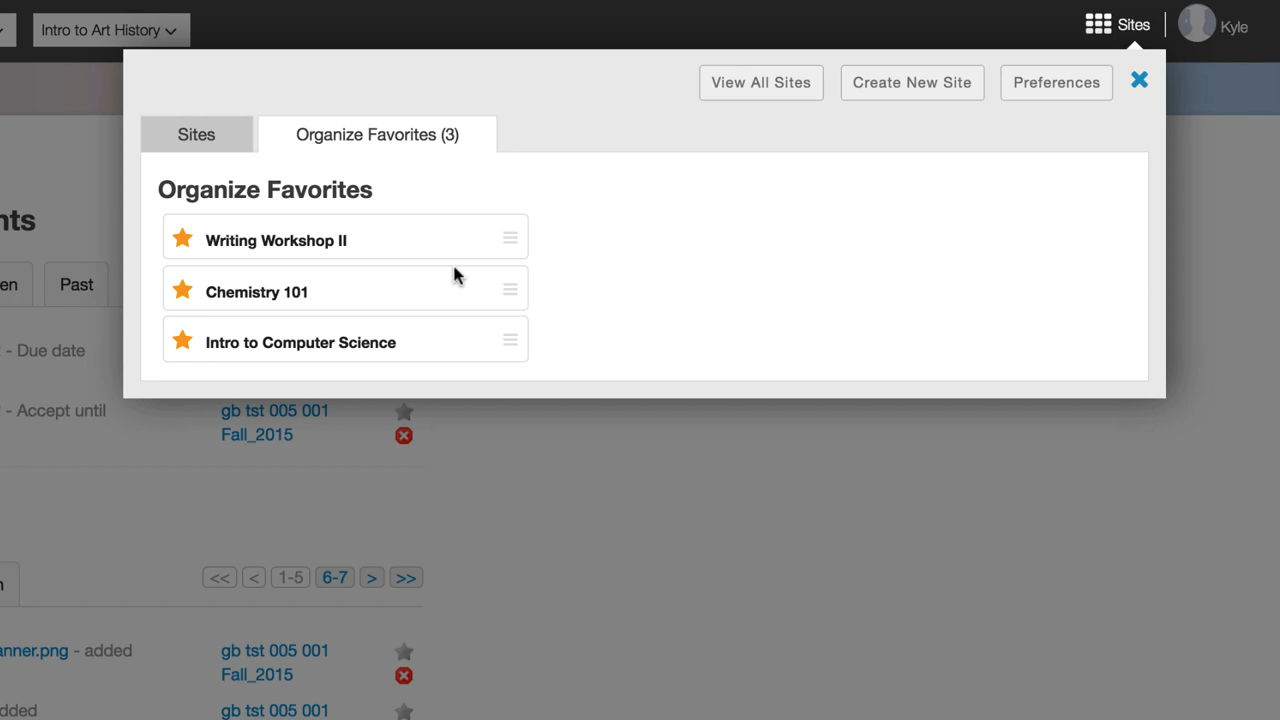 Intro to Art History
Sites
Kyle
View All Sites
Create New Site
Preferences
Sites
Organize Favorites (3)
Organize Favorites
Writing Workshop II
Chemistry 101
Intro to Computer Science
nts
en
Past
- Due date
- Accept until
gb tst 005 001
Fall_2015
<< < 1-5 6-7 > >>
anner.png - added
gb tst 005 001
Fall_2015
dded
gb tst 005 001